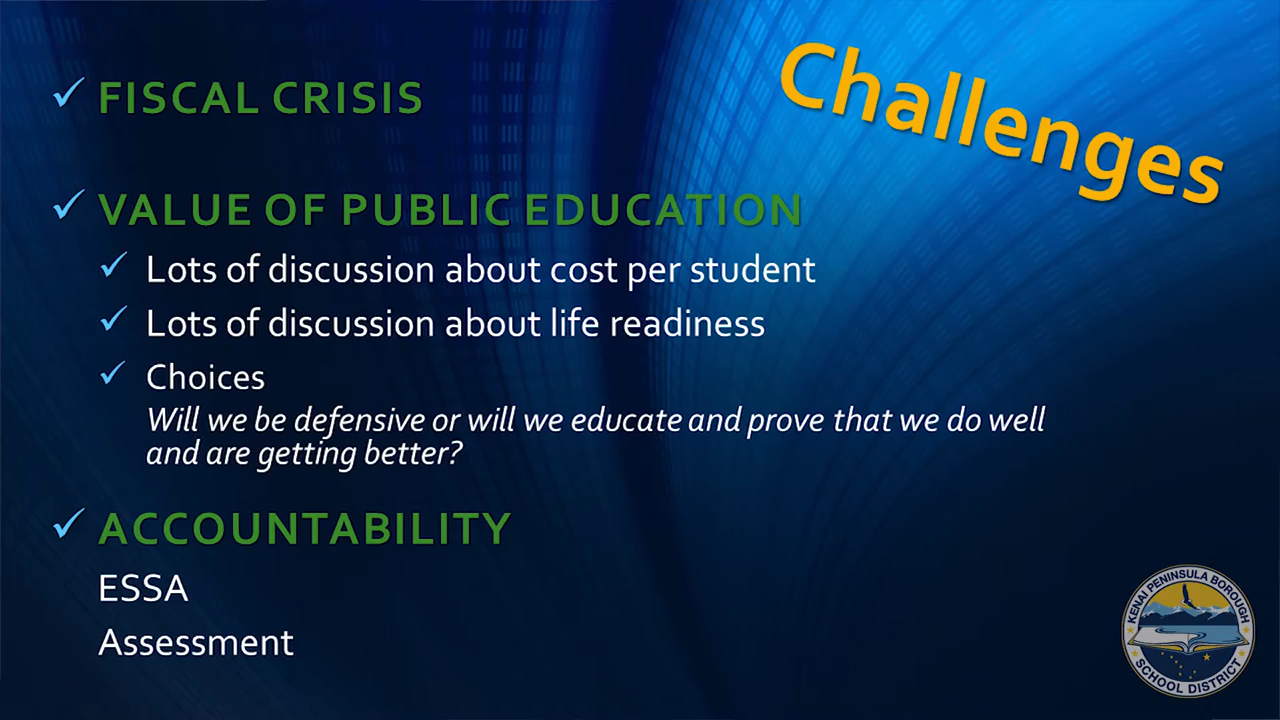 Challenges
FISCAL CRISIS
VALUE OF PUBLIC EDUCATION
Lots of discussion about cost per student
Lots of discussion about life readiness
Choices
Will we be defensive or will we educate and prove that we do well
and are getting better?
ACCOUNTABILITY
ESSA
Assessment
KENAI PENINSULA BOROUGH
SCHOOL DISTRICT